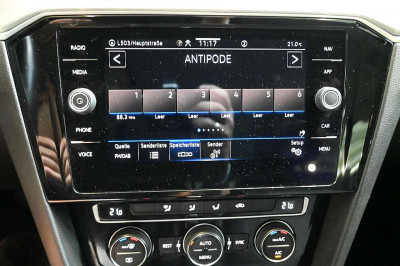 RADIO
MEDIA
PHONE
VOICE
L503/Hauptstraße 11:17 21.0°C
ANTIPODE
1 2 3 4 5 6
88.3 MHz Leer Leer Leer Leer Leer
Quelle Senderliste Speicherliste Sender Setup
FM/DAB
NAV
APP
CAR
MENU
REST AUTO SYNC A/C
MENU